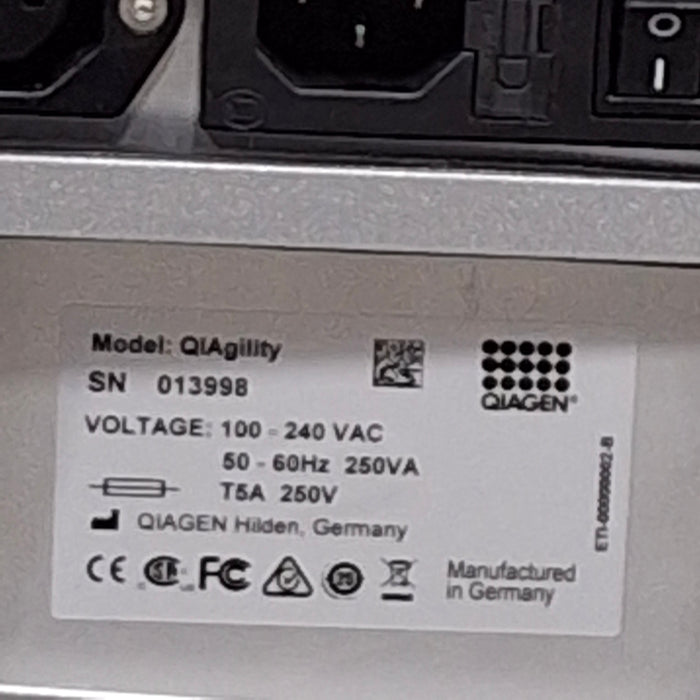 Model: QIAgility
SN 013998
QIAGEN®
VOLTAGE: 100 - 240 VAC
50 - 60Hz 250VA
T5A 250V
QIAGEN Hilden, Germany
CE FC
Manufactured
in Germany